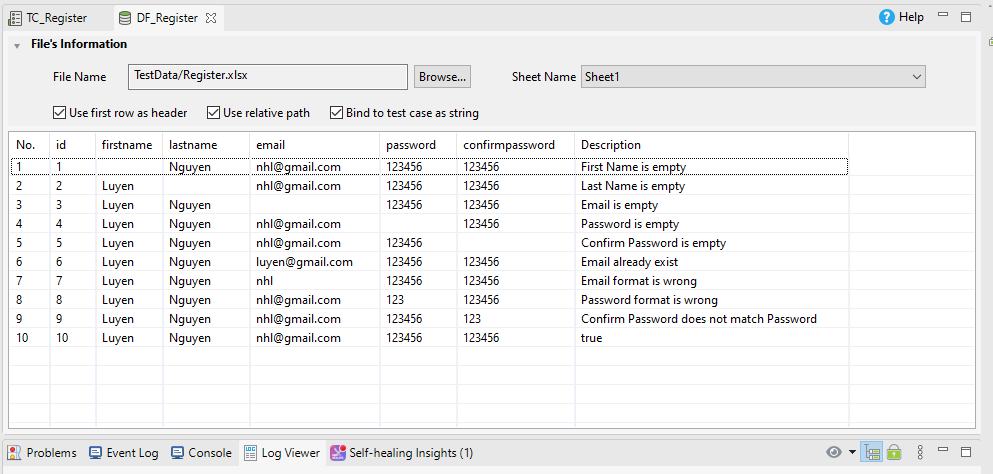 TC_Register DF_Register Help
File's Information
File Name TestData/Register.xlsx Browse... Sheet Name Sheet1
Use first row as header Use relative path Bind to test case as string
No. id firstname lastname email password confirmpassword Description
1 1 Nguyen nhl@gmail.com 123456 123456 First Name is empty
2 2 Luyen nhl@gmail.com 123456 123456 Last Name is empty
3 3 Luyen Nguyen 123456 123456 Email is empty
4 4 Luyen Nguyen nhl@gmail.com 123456 Password is empty
5 5 Luyen Nguyen nhl@gmail.com 123456 Confirm Password is empty
6 6 Luyen Nguyen luyen@gmail.com 123456 123456 Email already exist
7 7 Luyen Nguyen nhl 123456 123456 Email format is wrong
8 8 Luyen Nguyen nhl@gmail.com 123 123456 Password format is wrong
9 9 Luyen Nguyen nhl@gmail.com 123456 123 Confirm Password does not match Password
10 10 Luyen Nguyen nhl@gmail.com 123456 123456 true
Problems Event Log Console Log Viewer Self-healing Insights (1)